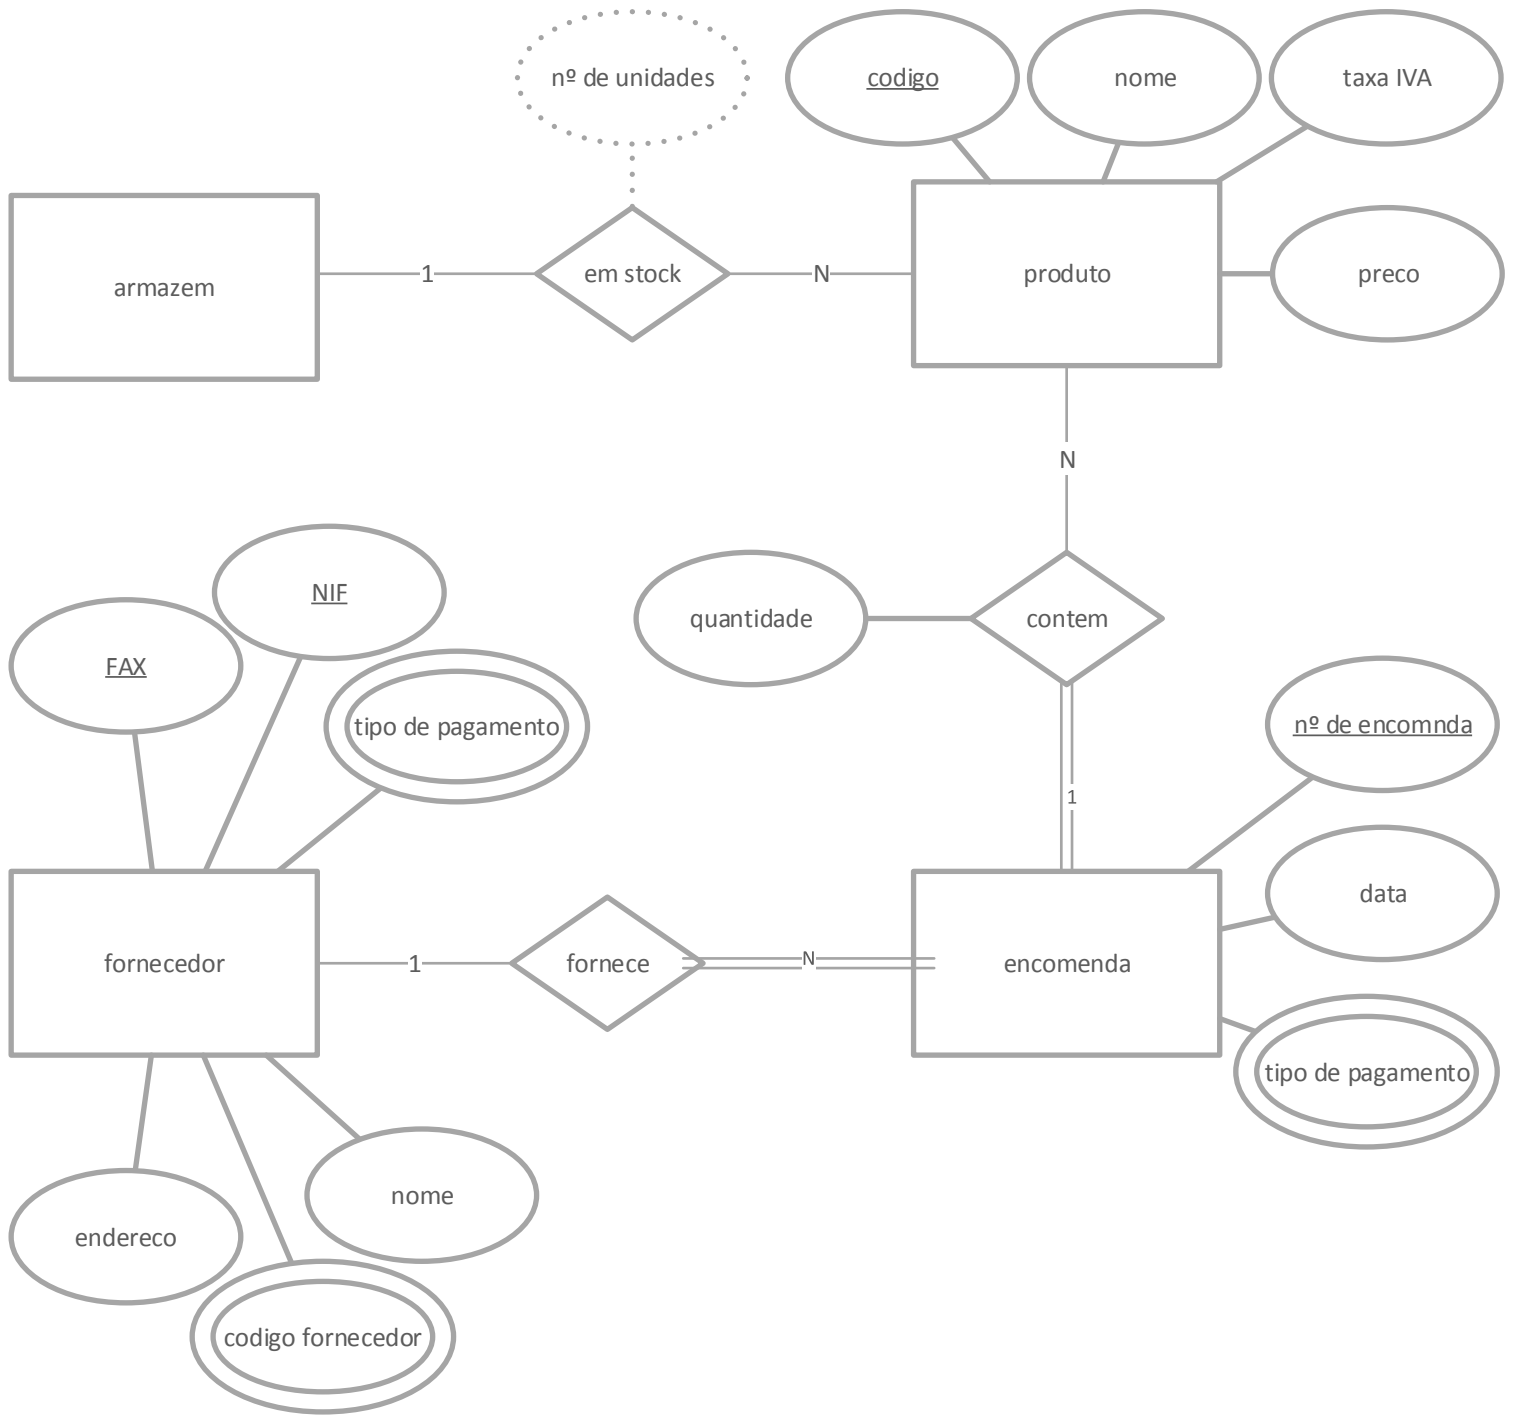 nº de unidades
codigo
nome
taxa IVA
armazem
1
em stock
N
produto
preco
N
NIF
quantidade
contem
FAX
tipo de pagamento
nº de encomnda
1
data
fornecedor
1
fornece
N
encomenda
tipo de pagamento
nome
endereco
codigo fornecedor